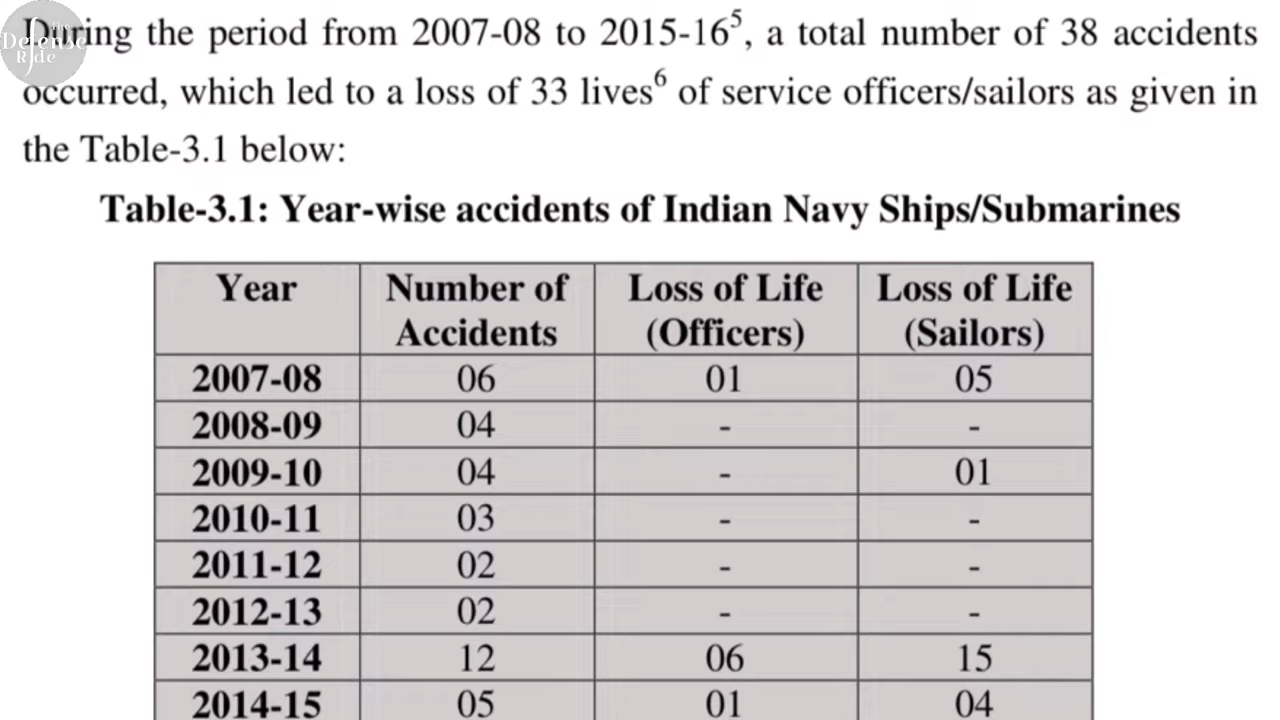 The
Defense
Ride
During the period from 2007-08 to 2015-16⁵, a total number of 38 accidents
occurred, which led to a loss of 33 lives⁶ of service officers/sailors as given in
the Table-3.1 below:
Table-3.1: Year-wise accidents of Indian Navy Ships/Submarines
Year Number of Accidents Loss of Life (Officers) Loss of Life (Sailors)
2007-08 06 01 05
2008-09 04 - -
2009-10 04 - 01
2010-11 03 - -
2011-12 02 - -
2012-13 02 - -
2013-14 12 06 15
2014-15 05 01 04